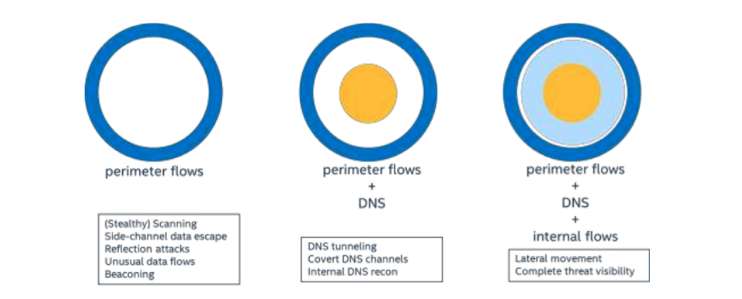 perimeter flows
(Stealthy) Scanning
Side-channel data escape
Reflection attacks
Unusual data flows
Beaconing
perimeter flows
+
DNS
DNS tunneling
Covert DNS channels
Internal DNS recon
perimeter flows
+
DNS
+
internal flows
Lateral movement
Complete threat visibility